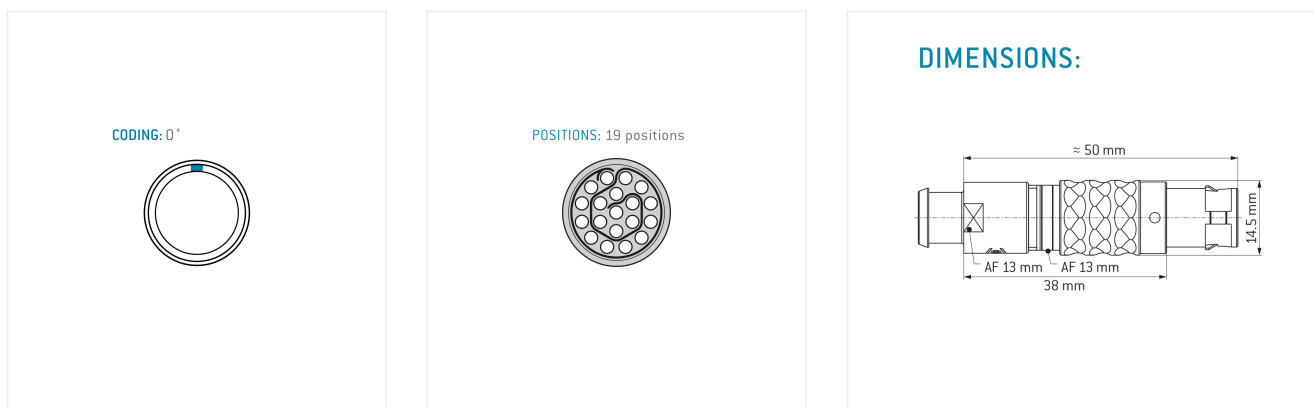 CODING: 0°
POSITIONS: 19 positions
DIMENSIONS:
≈ 50 mm
14.5 mm
AF 13 mm
AF 13 mm
38 mm